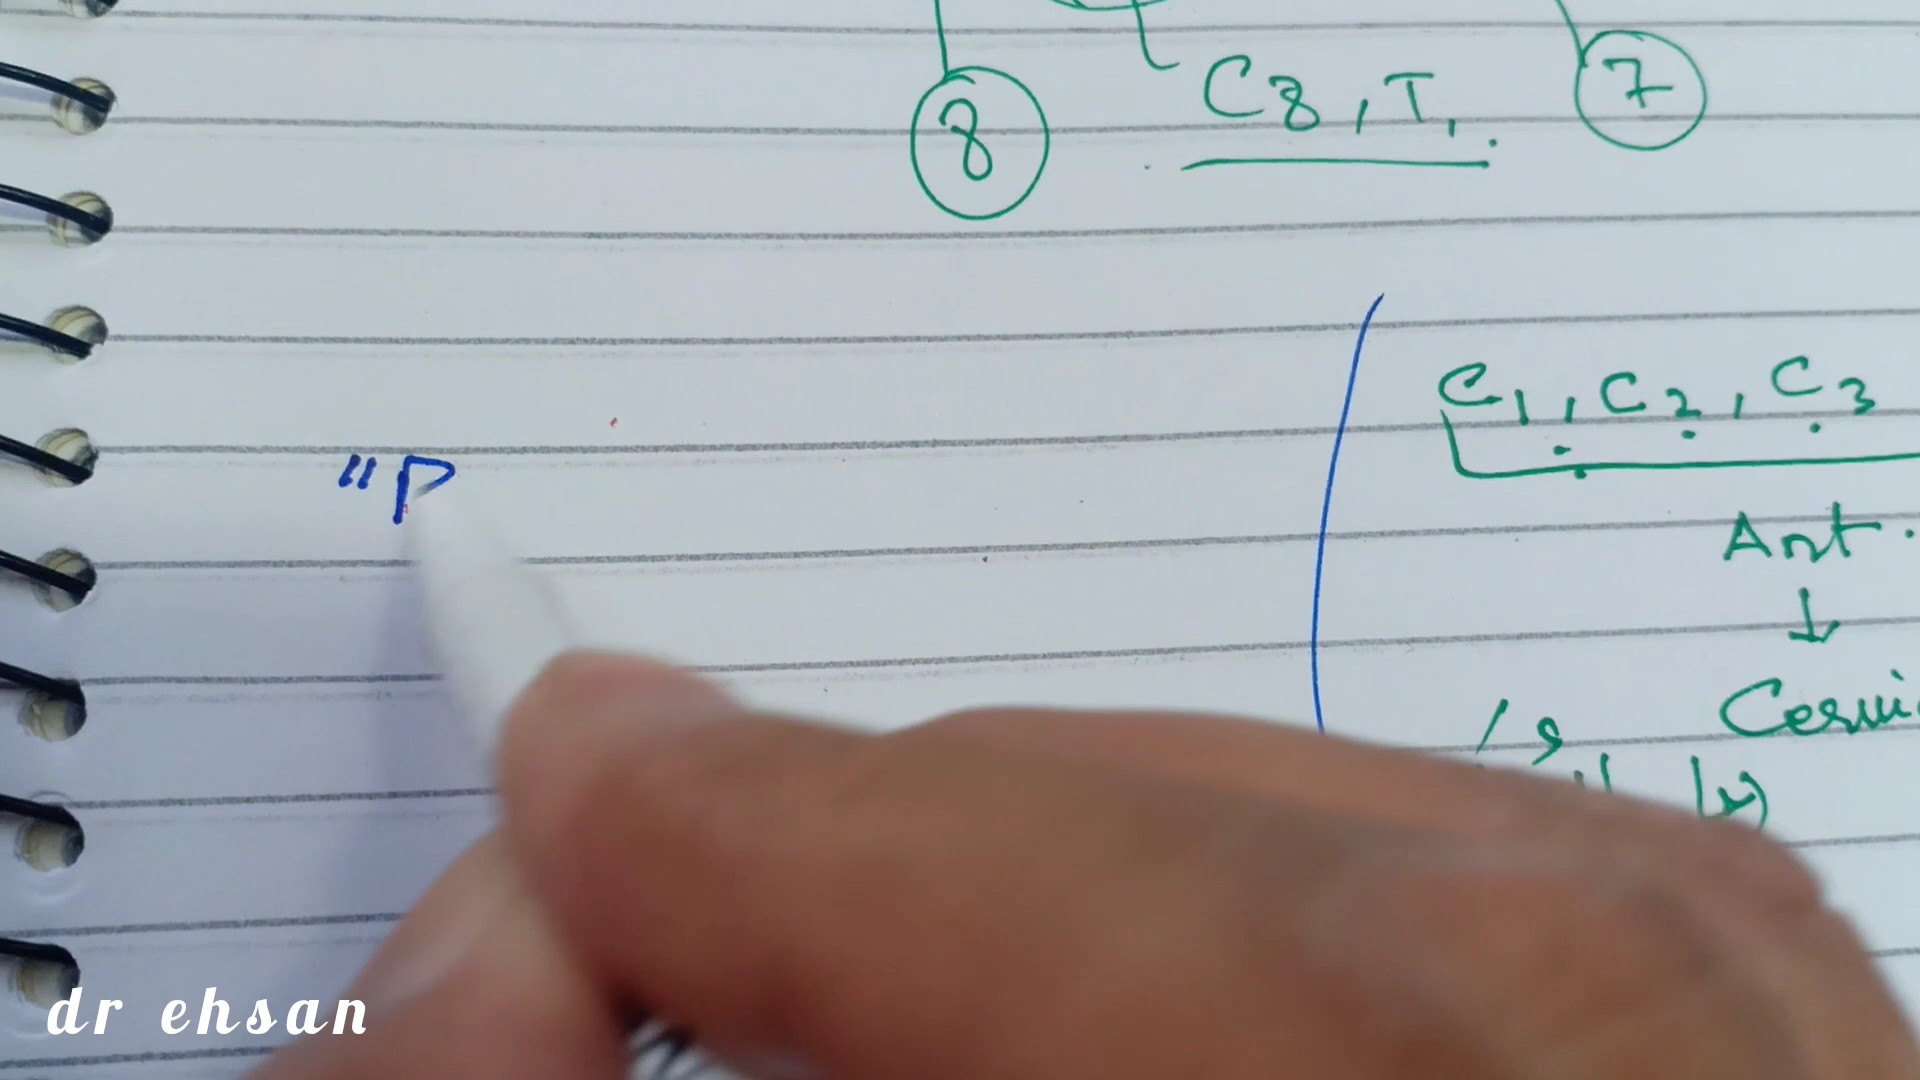 8 C8, T1. 7
C1, C2, C3
"P
Ant.
↓
dr ehsan